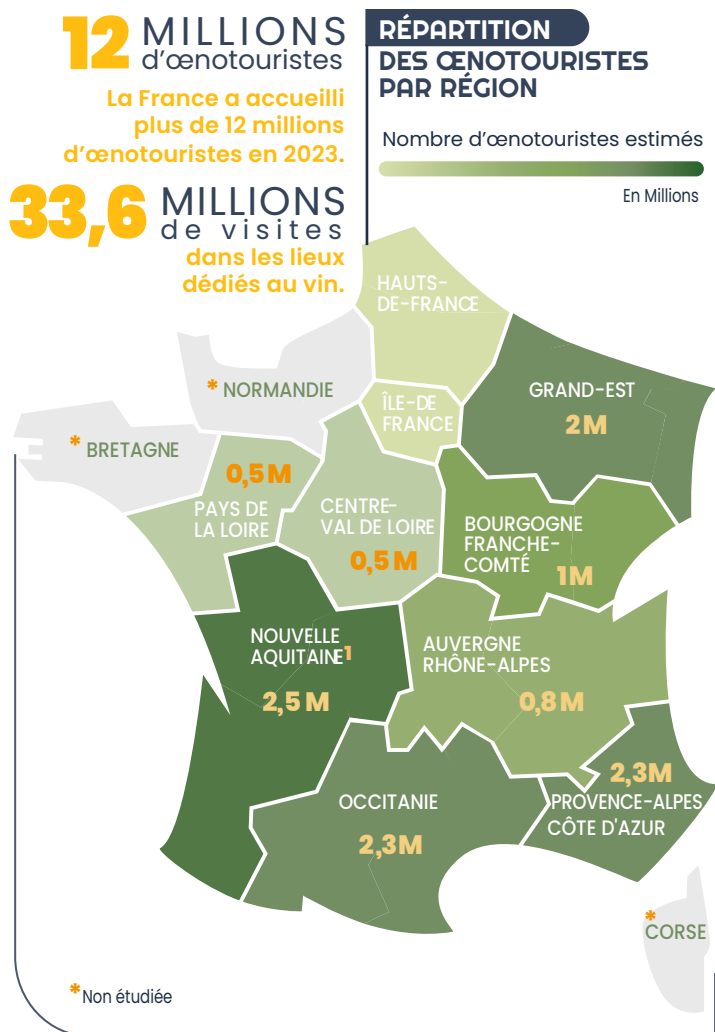 12 MILLIONS
d’œnotouristes
La France a accueilli
plus de 12 millions
d’œnotouristes en 2023.
33,6 MILLIONS
de visites
dans les lieux
dédiés au vin.
RÉPARTITION
DES ŒNOTOURISTES
PAR RÉGION
Nombre d’œnotouristes estimés
En Millions
HAUTS-
DE-FRANCE
* NORMANDIE
ÎLE-DE
FRANCE
GRAND-EST
2M
* BRETAGNE
0,5 M
PAYS DE
LA LOIRE
CENTRE-
VAL DE LOIRE
0,5 M
BOURGOGNE
FRANCHE-
COMTÉ
1M
NOUVELLE
AQUITAINE1
2,5 M
AUVERGNE
RHÔNE-ALPES
0,8M
OCCITANIE
2,3M
2,3M
PROVENCE-ALPES
CÔTE D'AZUR
*
CORSE
* Non étudiée